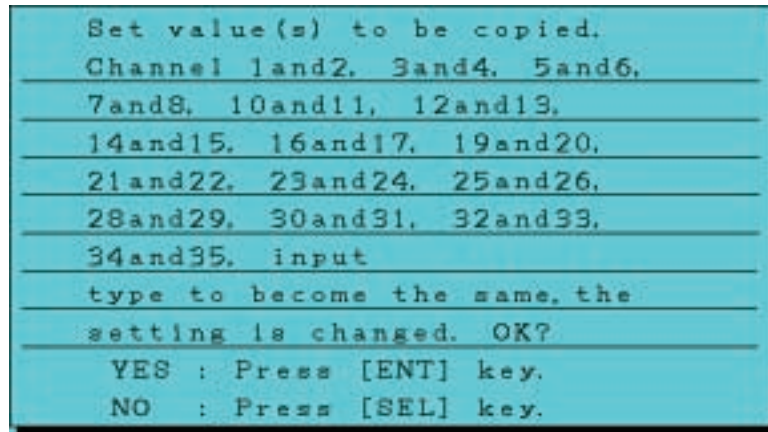 Set value(s) to be copied.
Channel 1and2, 3and4, 5and6,
7and8, 10and11, 12and13,
14and15, 16and17, 19and20,
21and22, 23and24, 25and26,
28and29, 30and31, 32and33,
34and35, input
type to become the same, the
setting is changed. OK?
YES : Press [ENT] key.
NO : Press [SEL] key.